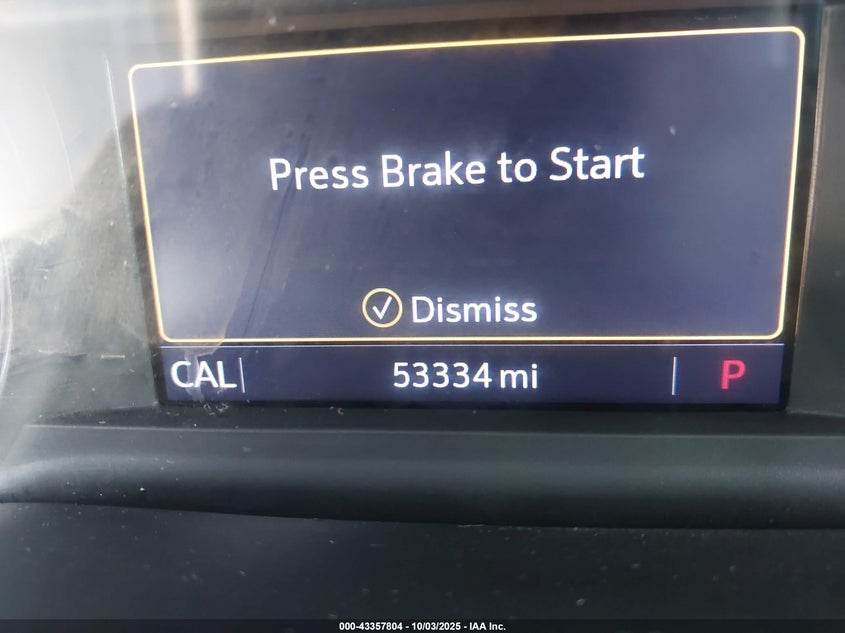 Press Brake to Start
Dismiss
CAL 53334 mi P
000-43357804 - 10/03/2025 - IAA Inc.